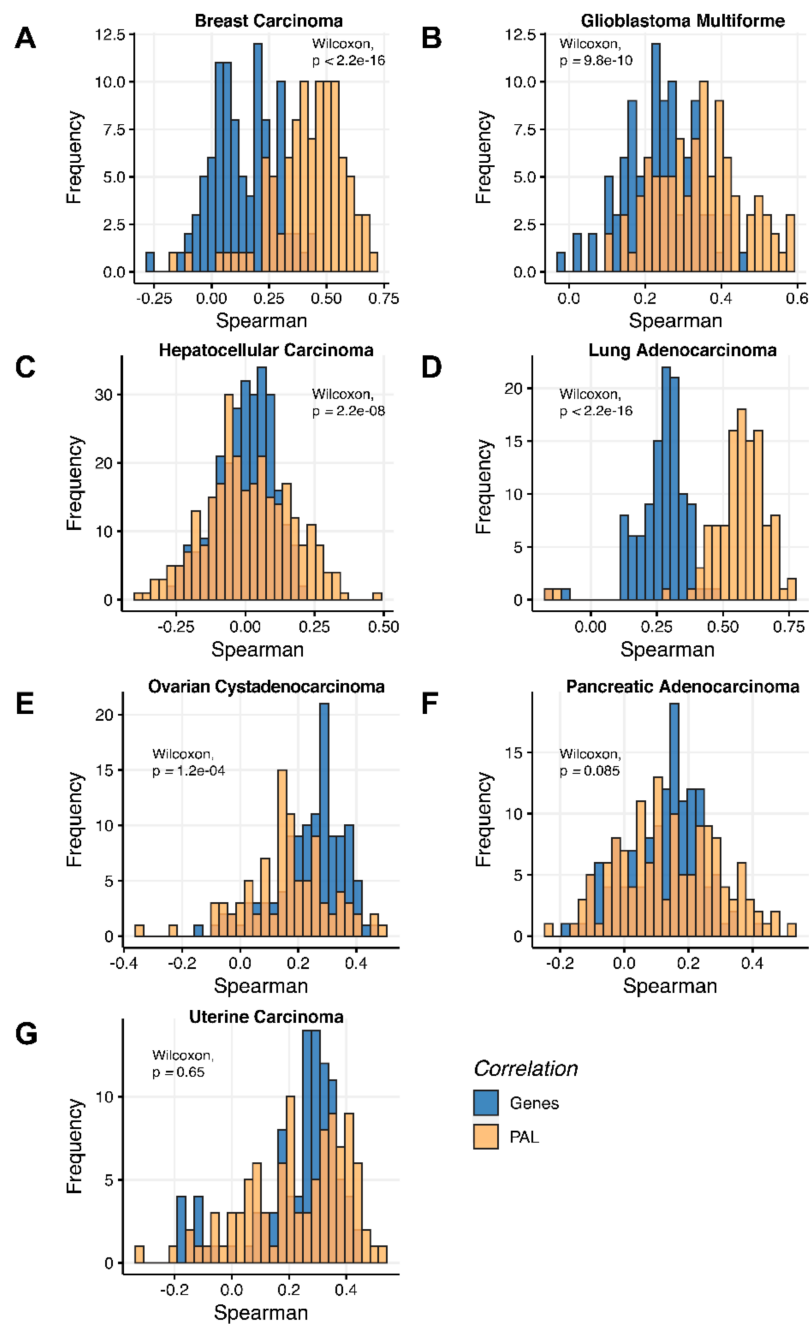 A
Breast Carcinoma
Wilcoxon,
p < 2.2e-16
12.5
10.0
7.5
5.0
2.5
0.0
Frequency
-0.25 0.00 0.25 0.50 0.75
Spearman
B
Glioblastoma Multiforme
Wilcoxon,
p = 9.8e-10
12.5
10.0
7.5
5.0
2.5
0.0
Frequency
0.0 0.2 0.4 0.6
Spearman
C
Hepatocellular Carcinoma
Wilcoxon,
p = 2.2e-08
30
20
10
0
Frequency
-0.25 0.00 0.25 0.50
Spearman
D
Lung Adenocarcinoma
Wilcoxon,
p < 2.2e-16
20
15
10
5
0
Frequency
0.00 0.25 0.50 0.75
Spearman
E
Ovarian Cystadenocarcinoma
Wilcoxon,
p = 1.2e-04
20
15
10
5
0
Frequency
-0.4 -0.2 0.0 0.2 0.4
Spearman
F
Pancreatic Adenocarcinoma
Wilcoxon,
p = 0.085
15
10
5
0
Frequency
-0.2 0.0 0.2 0.4
Spearman
G
Uterine Carcinoma
Wilcoxon,
p = 0.65
10
5
0
Frequency
-0.2 0.0 0.2 0.4
Spearman
Correlation
Genes
PAL